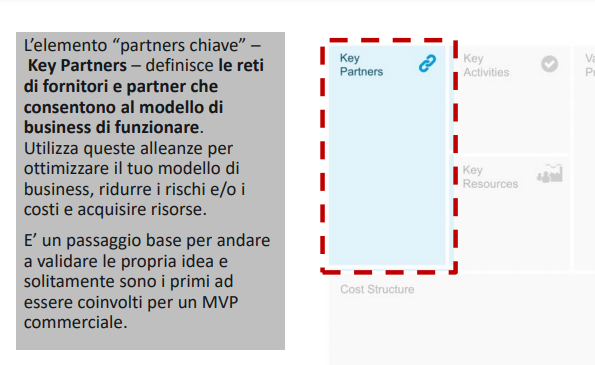 L'elemento "partners chiave" –
Key Partners – definisce le reti
di fornitori e partner che
consentono al modello di
business di funzionare.
Utilizza queste alleanze per
ottimizzare il tuo modello di
business, ridurre i rischi e/o i
costi e acquisire risorse.
E' un passaggio base per andare
a validare le propria idea e
solitamente sono i primi ad
essere coinvolti per un MVP
commerciale.
Key
Partners
Key
Activities
Key
Resources
Cost Structure